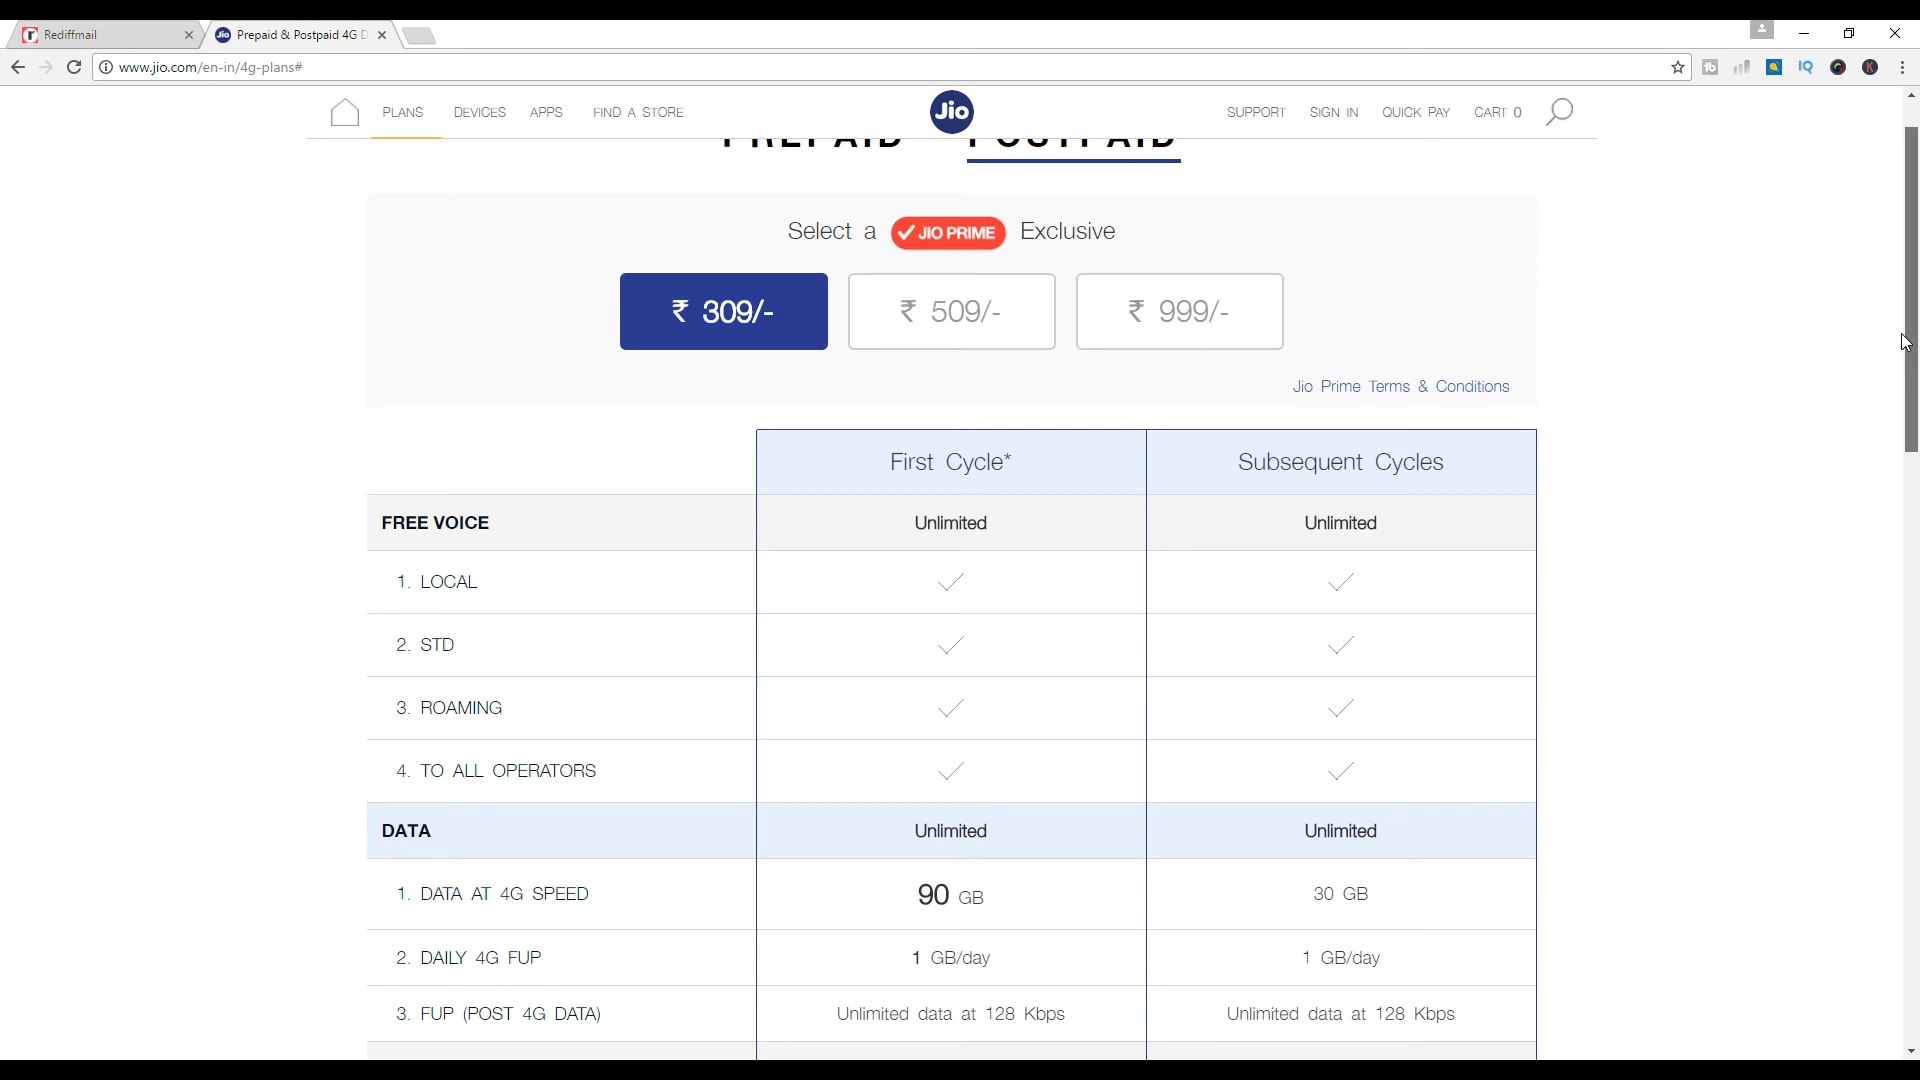 Rediffmail
Jio Prepaid & Postpaid 4G D
www.jio.com/en-in/4g-plans#
PLANS DEVICES APPS FIND A STORE Jio SUPPORT SIGN IN QUICK PAY CART 0
PREPAID POSTPAID
Select a JIO PRIME Exclusive
₹ 309/- ₹ 509/- ₹ 999/-
Jio Prime Terms & Conditions
First Cycle* Subsequent Cycles
FREE VOICE Unlimited Unlimited
1. LOCAL
2. STD
3. ROAMING
4. TO ALL OPERATORS
DATA Unlimited Unlimited
1. DATA AT 4G SPEED 90 GB 30 GB
2. DAILY 4G FUP 1 GB/day 1 GB/day
3. FUP (POST 4G DATA) Unlimited data at 128 Kbps Unlimited data at 128 Kbps